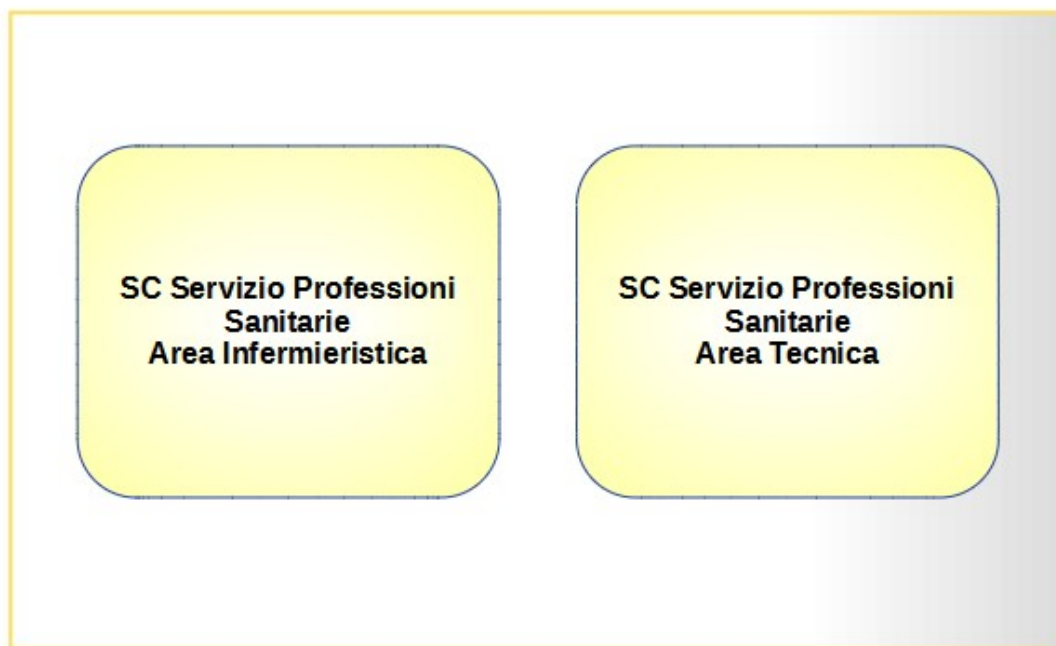 SC Servizio Professioni
Sanitarie
Area Infermieristica
SC Servizio Professioni
Sanitarie
Area Tecnica